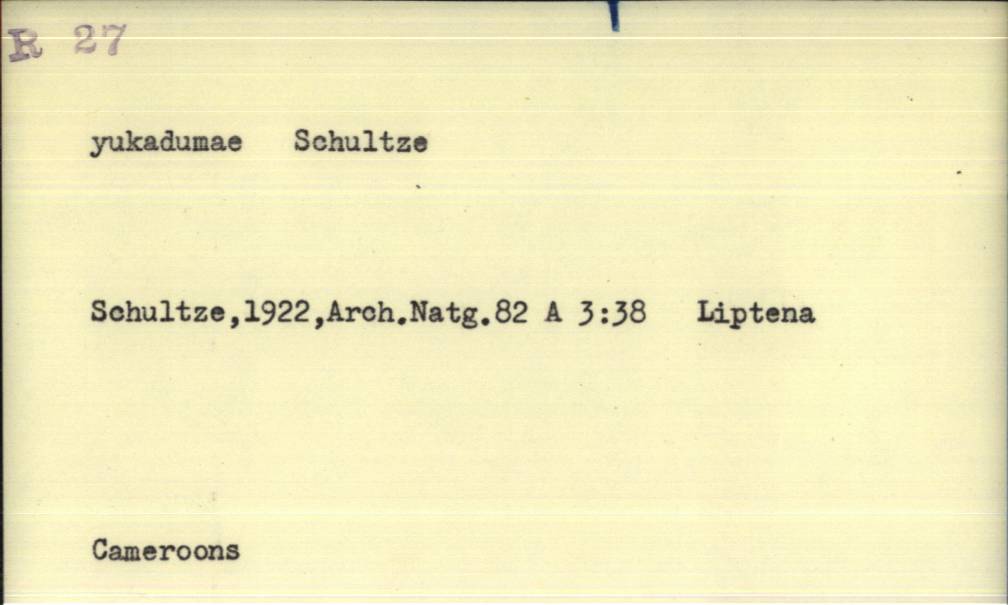 R 27
yukadumae Schultze
Schultze,1922,Arch.Natg.82 A 3:38 Liptena
Cameroons